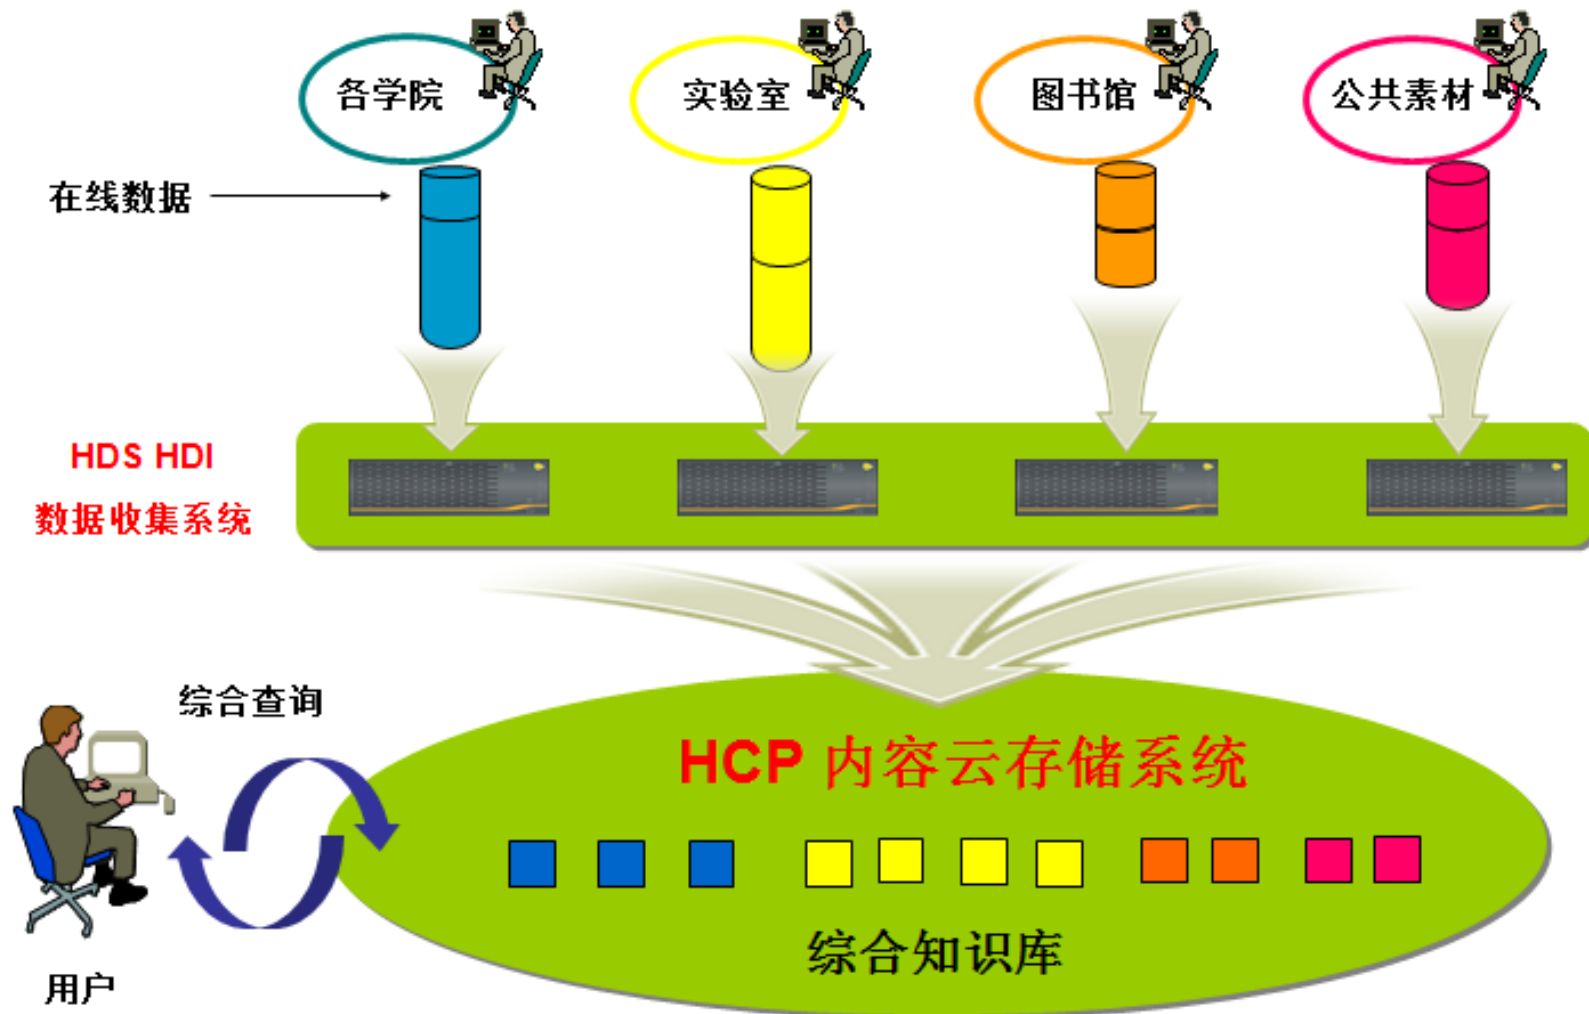 各学院
实验室
图书馆
公共素材
在线数据
HDS HDI
数据收集系统
综合查询
HCP 内容云存储系统
综合知识库
用户